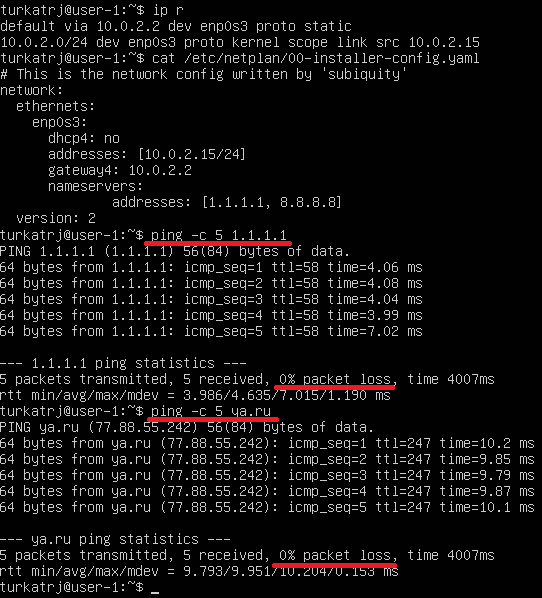 turkatrj@user-1:~$ ip r
default via 10.0.2.2 dev enp0s3 proto static
10.0.2.0/24 dev enp0s3 proto kernel scope link src 10.0.2.15
turkatrj@user-1:~$ cat /etc/netplan/00-installer-config.yaml
# This is the network config written by 'subiquity'
network:
  ethernets:
    enp0s3:
      dhcp4: no
      addresses: [10.0.2.15/24]
      gateway4: 10.0.2.2
      nameservers:
              addresses: [1.1.1.1, 8.8.8.8]
  version: 2
turkatrj@user-1:~$ ping -c 5 1.1.1.1
PING 1.1.1.1 (1.1.1.1) 56(84) bytes of data.
64 bytes from 1.1.1.1: icmp_seq=1 ttl=58 time=4.06 ms
64 bytes from 1.1.1.1: icmp_seq=2 ttl=58 time=4.08 ms
64 bytes from 1.1.1.1: icmp_seq=3 ttl=58 time=4.04 ms
64 bytes from 1.1.1.1: icmp_seq=4 ttl=58 time=3.99 ms
64 bytes from 1.1.1.1: icmp_seq=5 ttl=58 time=7.02 ms
--- 1.1.1.1 ping statistics ---
5 packets transmitted, 5 received, 0% packet loss, time 4007ms
rtt min/avg/max/mdev = 3.986/4.635/7.015/1.190 ms
turkatrj@user-1:~$ ping -c 5 ya.ru
PING ya.ru (77.88.55.242) 56(84) bytes of data.
64 bytes from ya.ru (77.88.55.242): icmp_seq=1 ttl=247 time=10.2 ms
64 bytes from ya.ru (77.88.55.242): icmp_seq=2 ttl=247 time=9.85 ms
64 bytes from ya.ru (77.88.55.242): icmp_seq=3 ttl=247 time=9.79 ms
64 bytes from ya.ru (77.88.55.242): icmp_seq=4 ttl=247 time=9.87 ms
64 bytes from ya.ru (77.88.55.242): icmp_seq=5 ttl=247 time=10.1 ms
--- ya.ru ping statistics ---
5 packets transmitted, 5 received, 0% packet loss, time 4007ms
rtt min/avg/max/mdev = 9.793/9.951/10.204/0.153 ms
turkatrj@user-1:~$ _